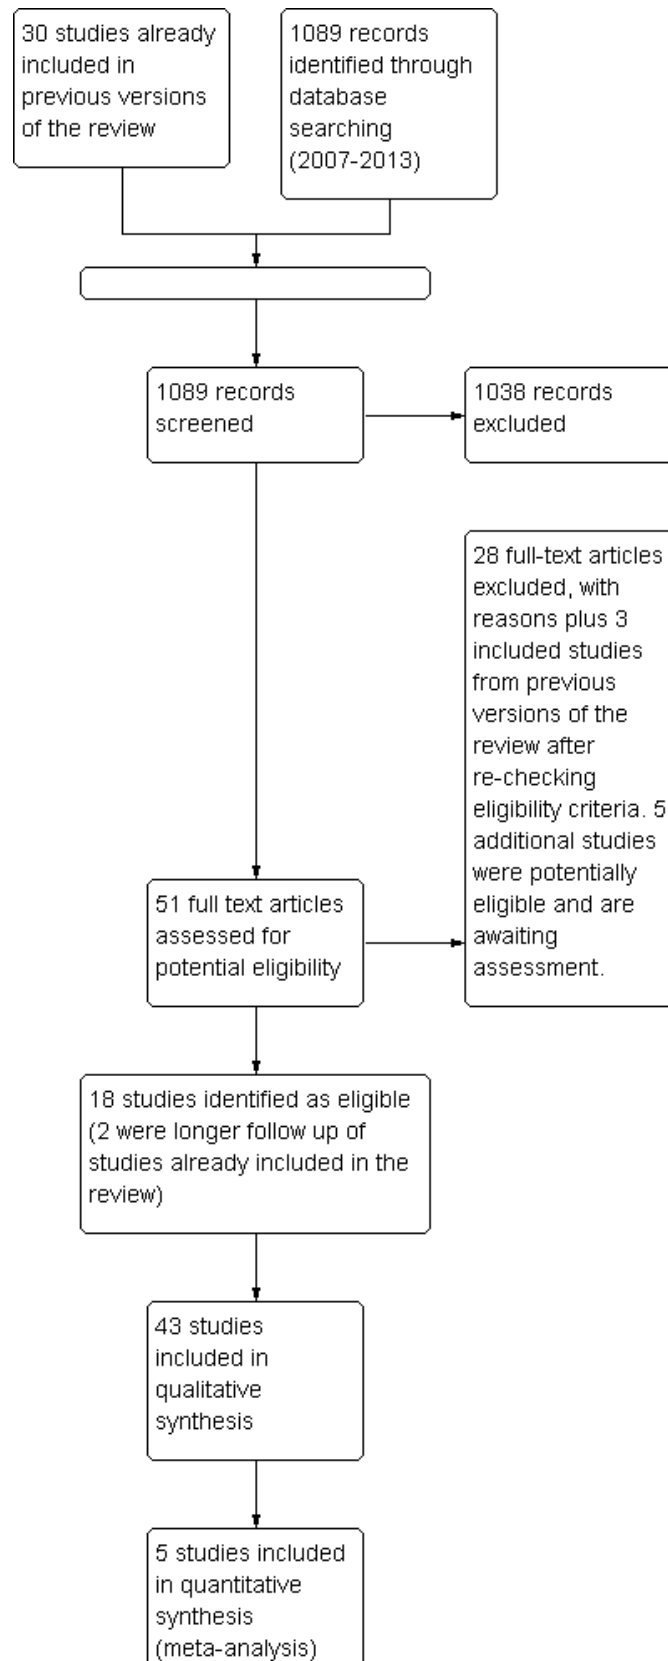 30 studies already
included in
previous versions
of the review
1089 records
identified through
database
searching
(2007-2013)
1089 records
screened
1038 records
excluded
28 full-text articles
excluded, with
reasons plus 3
included studies
from previous
versions of the
review after
re-checking
eligibility criteria. 5
additional studies
were potentially
eligible and are
awaiting
assessment.
51 full text articles
assessed for
potential eligibility
18 studies identified as eligible
(2 were longer follow up of
studies already included in the
review)
43 studies
included in
qualitative
synthesis
5 studies included
in quantitative
synthesis
(meta-analysis)